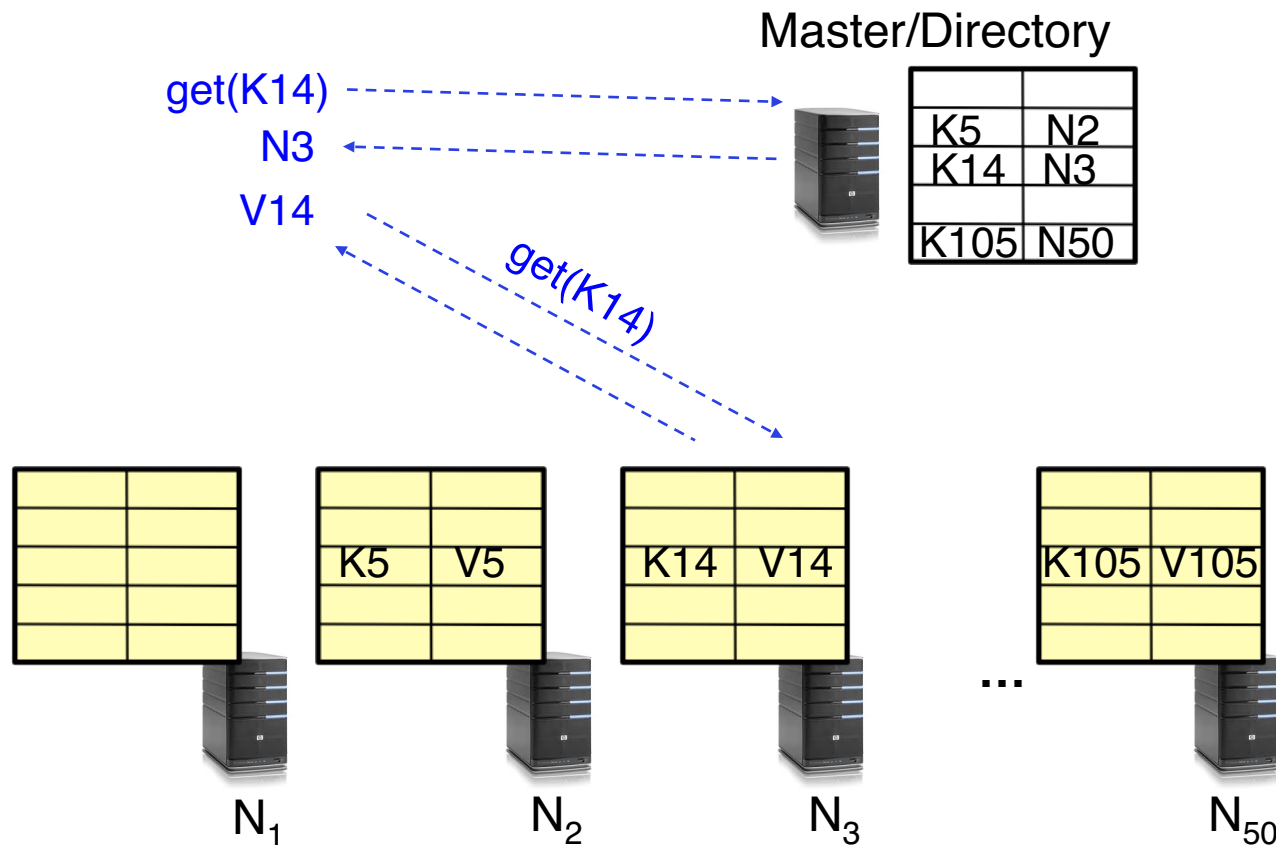 Master/Directory
get(K14)
N3
V14
K5 N2
K14 N3
K105 N50
get(K14)
K5 V5
K14 V14
K105 V105
...
N1
N2
N3
N50